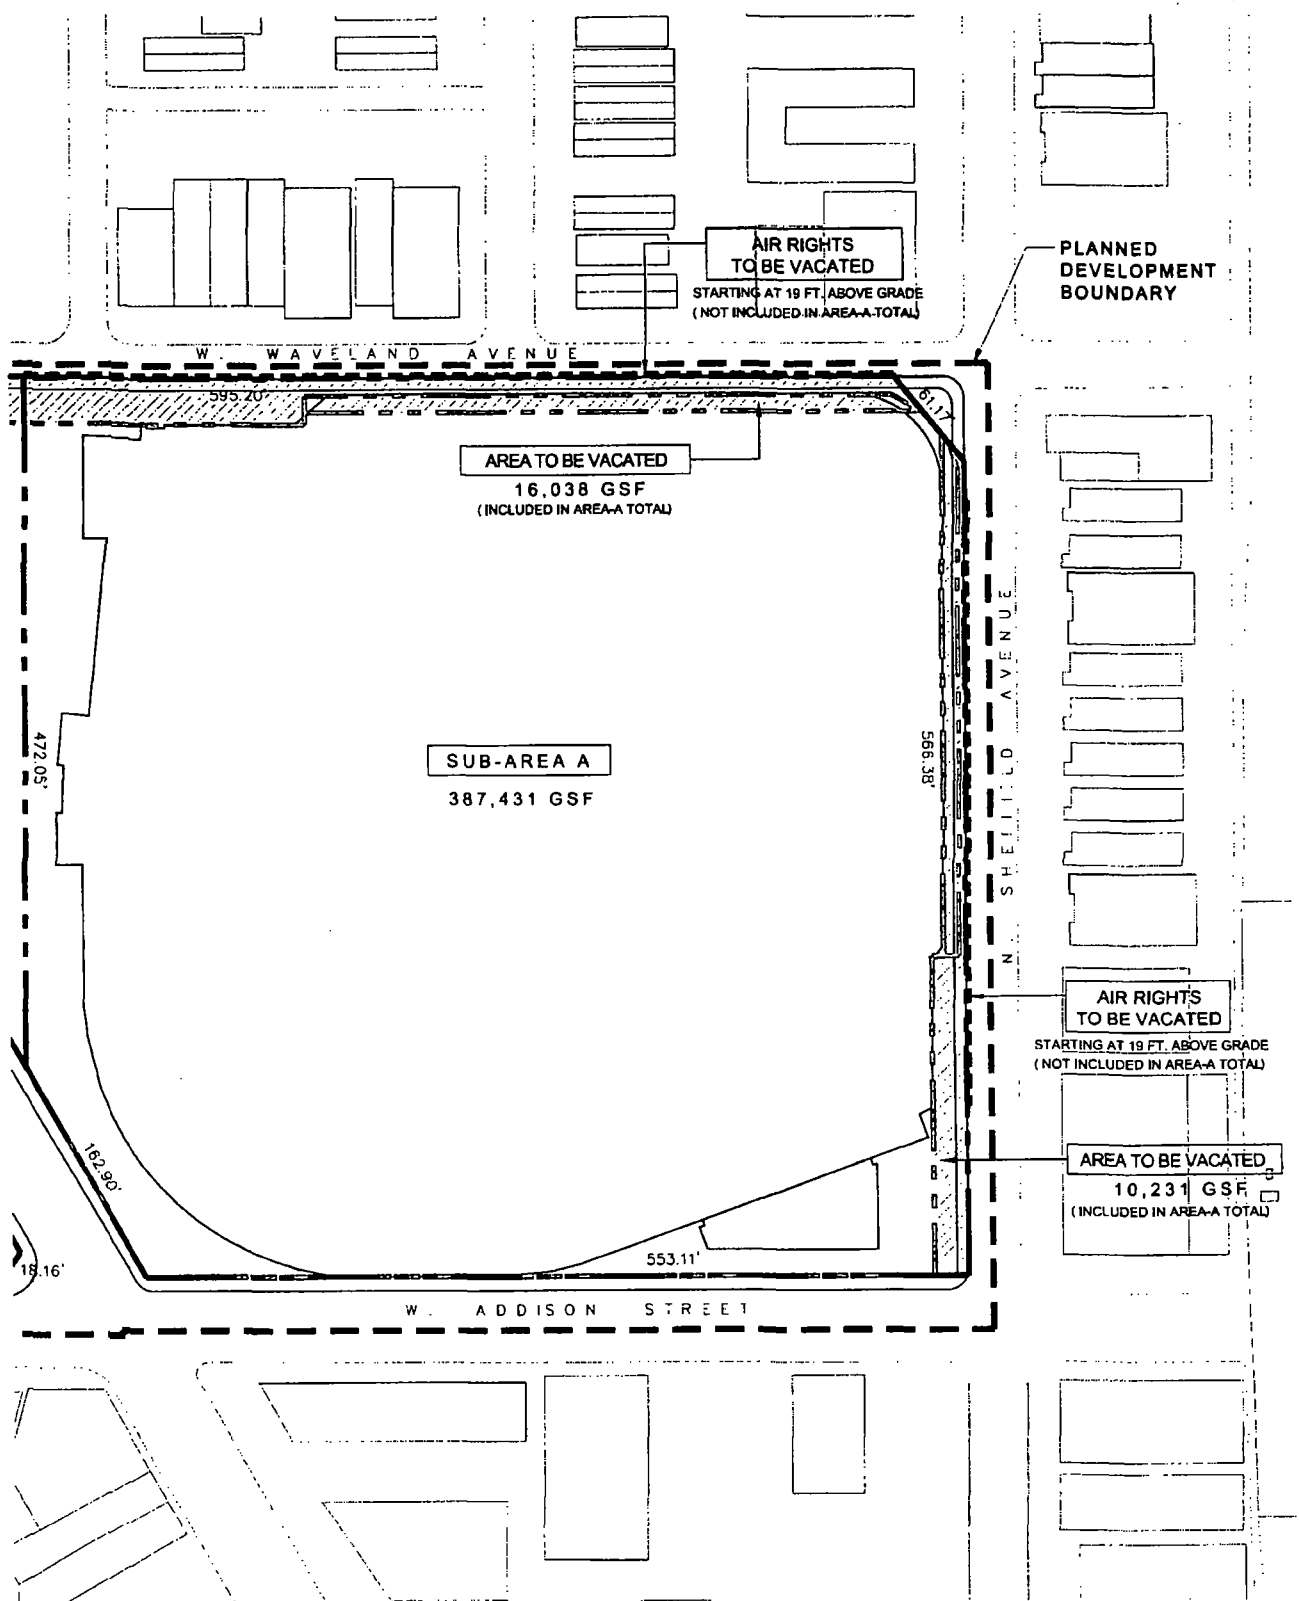 AIR RIGHTS
TO BE VACATED
STARTING AT 19 FT. ABOVE GRADE
(NOT INCLUDED IN AREA-A TOTAL)
PLANNED
DEVELOPMENT
BOUNDARY
W. WAVELAND AVENUE
595.20'
61.17'
AREA TO BE VACATED
16,038 GSF
(INCLUDED IN AREA-A TOTAL)
N. SHEFFIELD AVENUE
472.05'
SUB-AREA A
387,431 GSF
566.38'
AIR RIGHTS
TO BE VACATED
STARTING AT 19 FT. ABOVE GRADE
(NOT INCLUDED IN AREA-A TOTAL)
162.90'
AREA TO BE VACATED
10,231 GSF
(INCLUDED IN AREA-A TOTAL)
18.16'
553.11'
W. ADDISON STREET